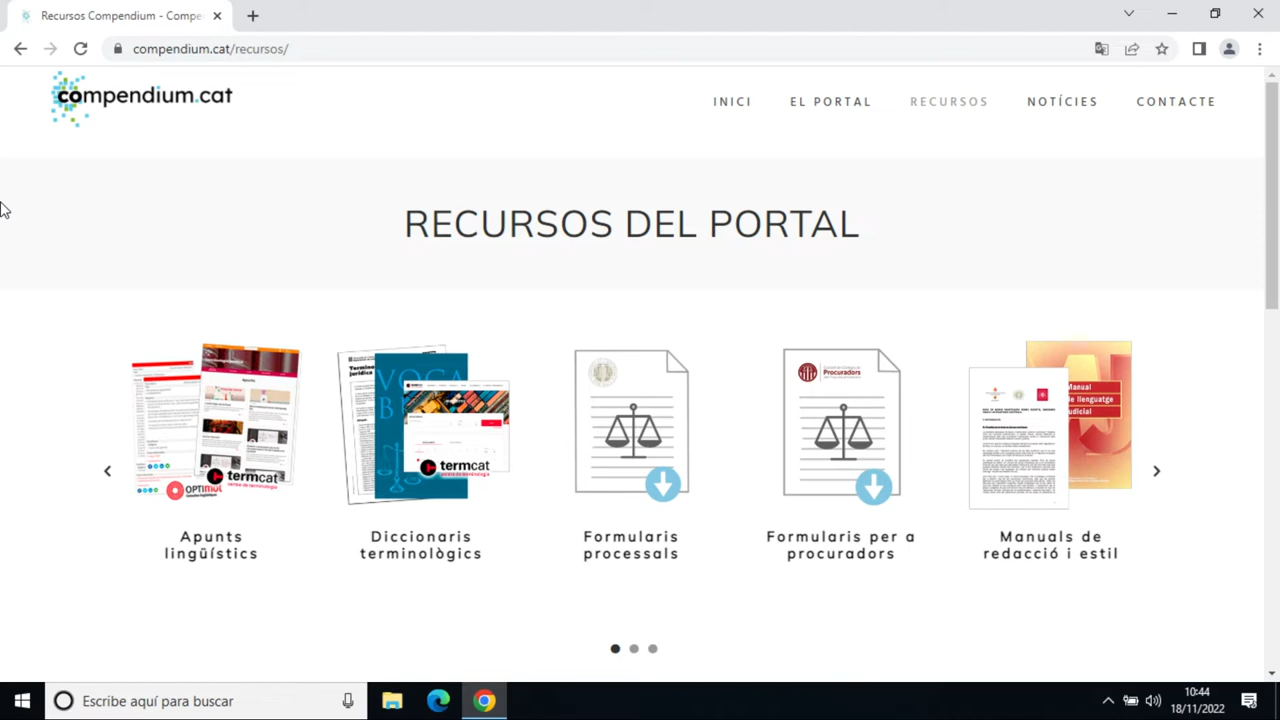 Recursos Compendium - Compe
compendium.cat/recursos/
compendium.cat
INICI
EL PORTAL
RECURSOS
NOTÍCIES
CONTACTE
RECURSOS DEL PORTAL
termcat
OPTIMOT
VOCA
termcat
Procuradors
Manual
de llenguatge
judicial
Apunts
lingüístics
Diccionaris
terminològics
Formularis
processals
Formularis per a
procuradors
Manuals de
redacció i estil
Escribe aquí para buscar
10:44
18/11/2022